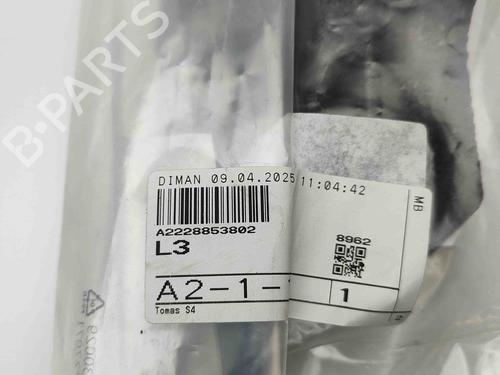 B-PARTS
DIMAN 09.04.2025 11:04:42
A2228853802
L3
8962
MB
A2-1-
1
Tomas S4